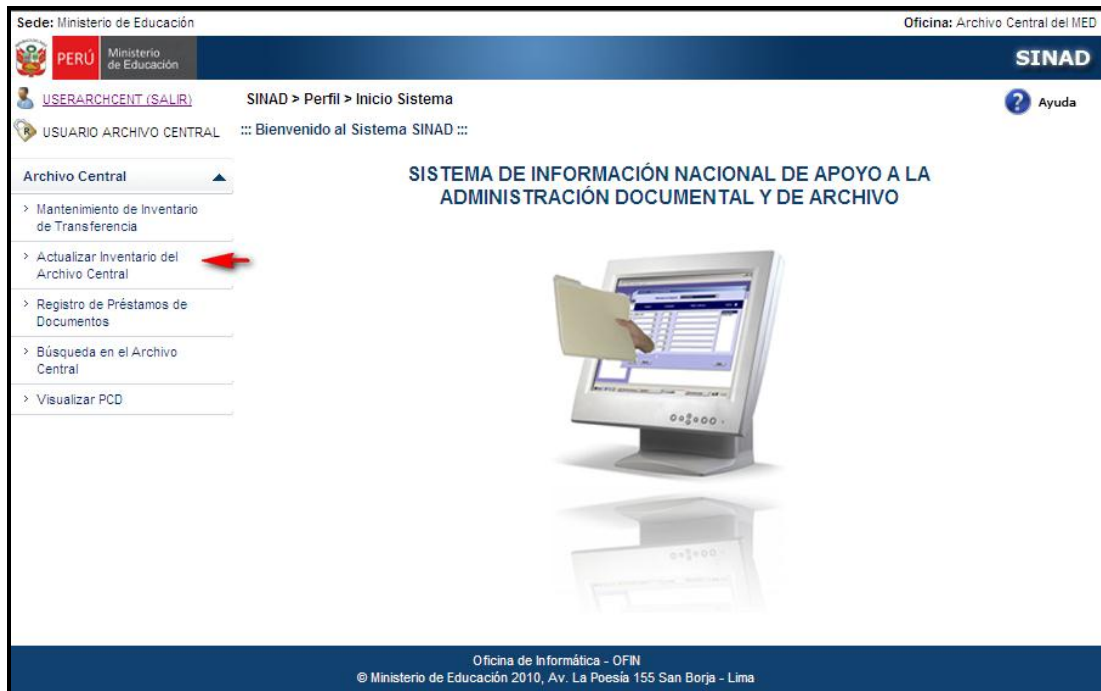 Sede: Ministerio de Educación
Oficina: Archivo Central del MED
PERÚ
Ministerio
de Educación
SINAD
USERARCHCENT (SALIR)
SINAD > Perfil > Inicio Sistema
Ayuda
USUARIO ARCHIVO CENTRAL
::: Bienvenido al Sistema SINAD :::
Archivo Central
> Mantenimiento de Inventario
de Transferencia
> Actualizar Inventario del
Archivo Central
> Registro de Préstamos de
Documentos
> Búsqueda en el Archivo
Central
> Visualizar PCD
SISTEMA DE INFORMACIÓN NACIONAL DE APOYO A LA
ADMINISTRACIÓN DOCUMENTAL Y DE ARCHIVO
Oficina de Informática - OFIN
© Ministerio de Educación 2010, Av. La Poesía 155 San Borja - Lima